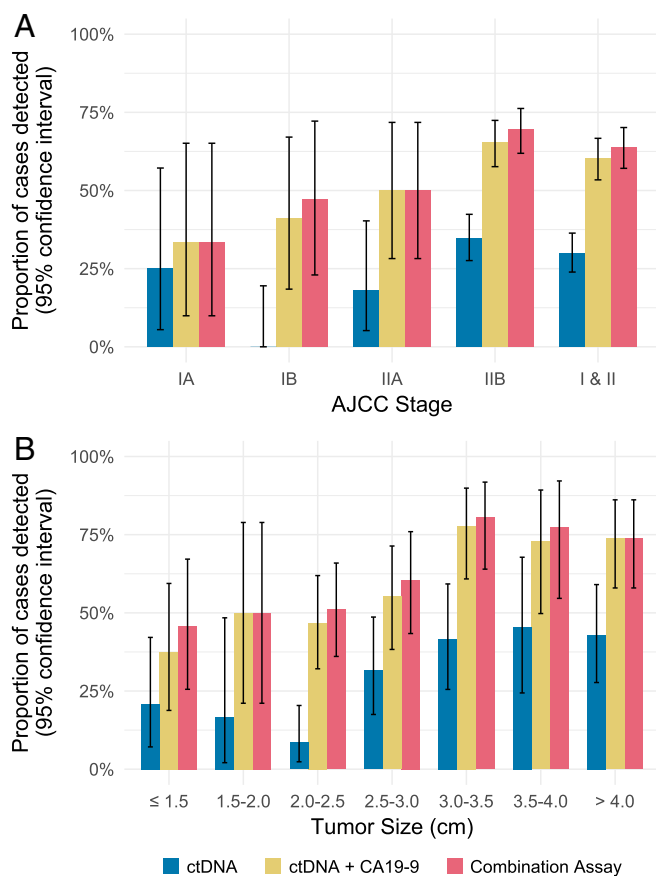 A
Proportion of cases detected
(95% confidence interval)
100%
75%
50%
25%
0%
IA IB IIA IIB I & II
AJCC Stage
B
Proportion of cases detected
(95% confidence interval)
100%
75%
50%
25%
0%
≤ 1.5 1.5-2.0 2.0-2.5 2.5-3.0 3.0-3.5 3.5-4.0 > 4.0
Tumor Size (cm)
ctDNA ctDNA + CA19-9 Combination Assay